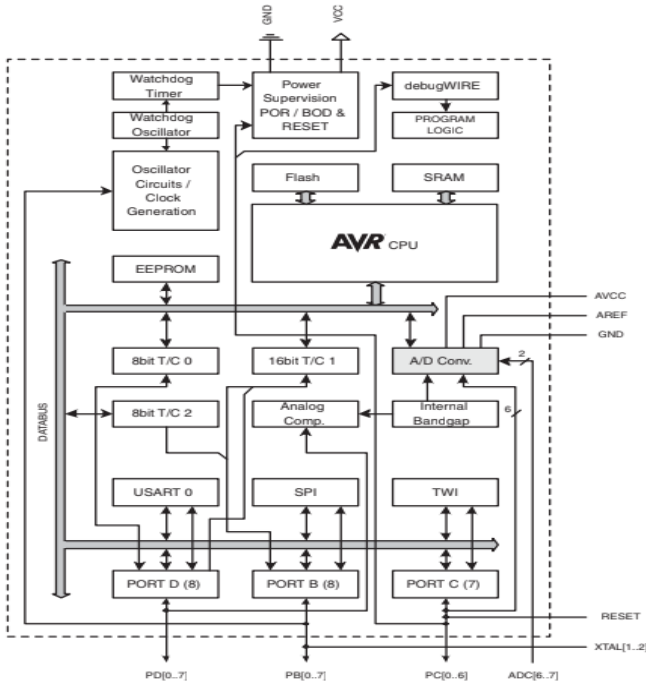 GND
VCC
Watchdog
Timer
Power
Supervision
POR / BOD &
RESET
debugWIRE
Watchdog
Oscillator
PROGRAM
LOGIC
Oscillator
Circuits /
Clock
Generation
Flash
SRAM
AVR CPU
EEPROM
AVCC
AREF
GND
8bit T/C 0
16bit T/C 1
A/D Conv.
2
DATABUS
8bit T/C 2
Analog
Comp.
Internal
Bandgap
6
USART 0
SPI
TWI
PORT D (8)
PORT B (8)
PORT C (7)
RESET
XTAL[1..2]
PD[0..7]
PB[0..7]
PC[0..6]
ADC[6..7]